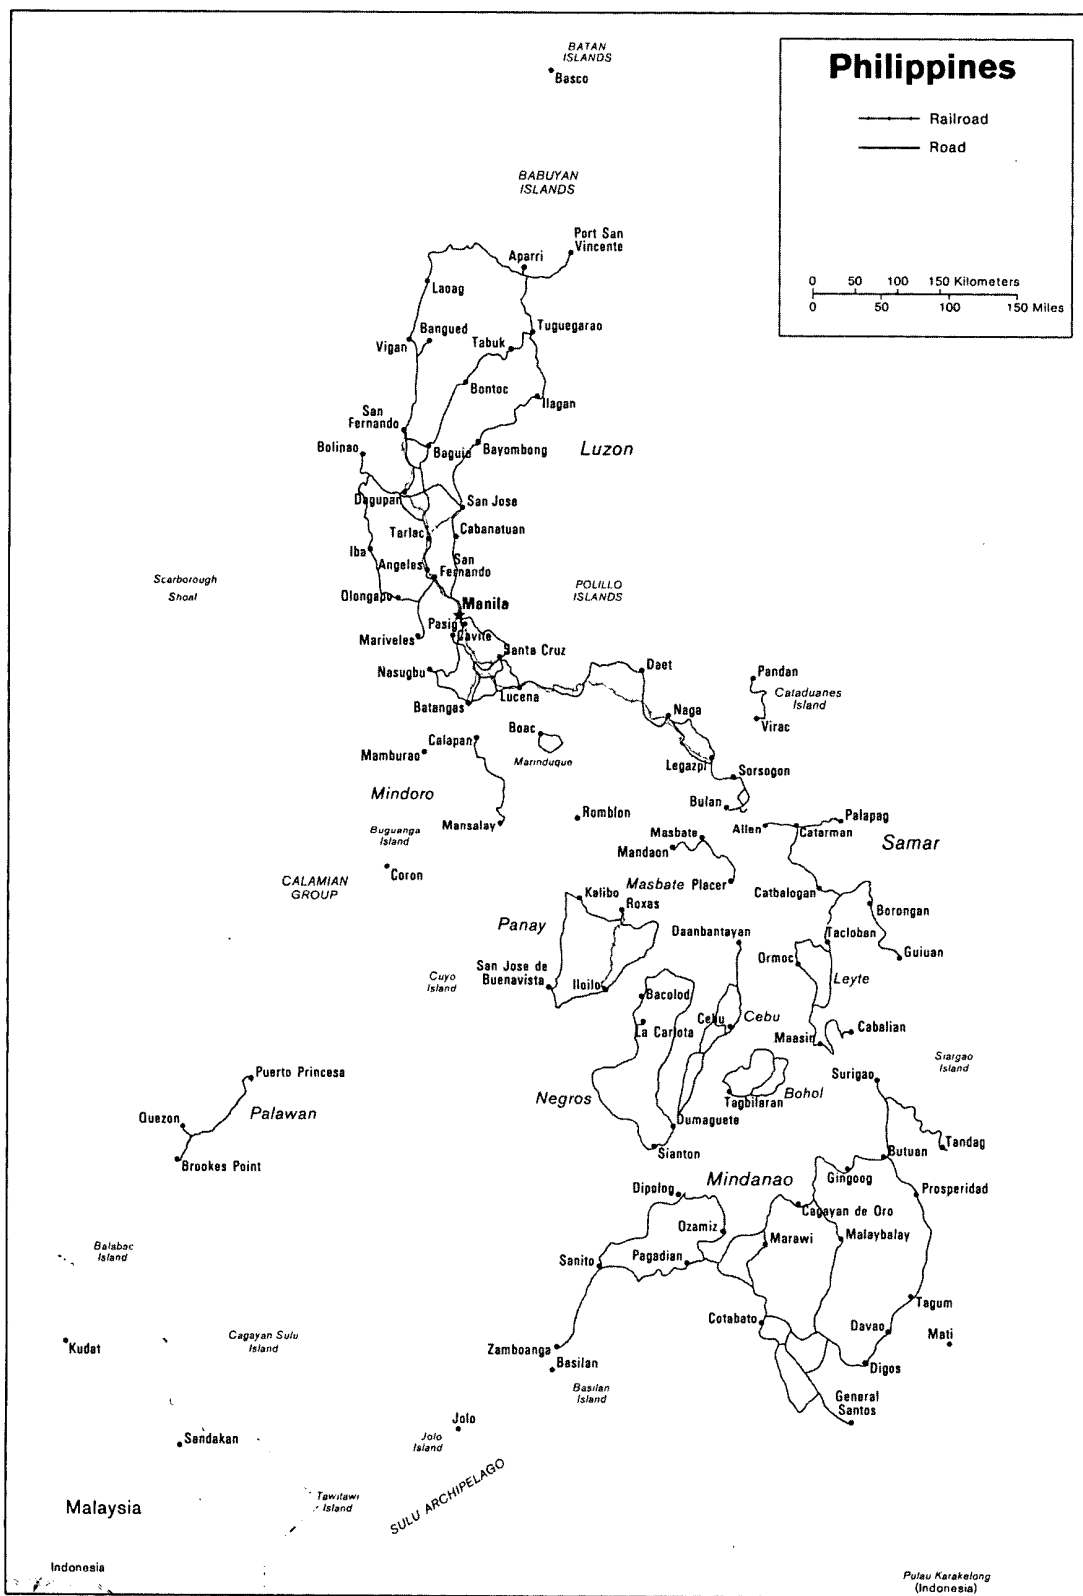 BATAN
ISLANDS
Basco
Philippines
Railroad
Road
0 50 100 150 Kilometers
0 50 100 150 Miles
BABUYAN
ISLANDS
Port San
Vincente
Aparri
Laoag
Bangued
Vigan
Tabuk
Tuguegarao
Bontoc
Ilagan
San
Fernando
Bolinao
Baguio
Bayombong
Luzon
Dagupan
San Jose
Tarlac
Cabanatuan
Iba
Angeles
San
Fernando
Scarborough
Shoal
Olongapo
POLILLO
ISLANDS
Manila
Pasig
Cavite
Mariveles
Santa Cruz
Nasugbu
Daet
Pandan
Cataduanes
Island
Lucena
Batangas
Naga
Virac
Boac
Calapan
Mamburao
Marinduque
Legazpi
Sorsogon
Mindoro
Bulan
Romblon
Mansalay
Palapag
Allen
Catarman
Samar
Buguanga
Island
Masbate
Mandaon
Coron
CALAMIAN
GROUP
Masbate
Placer
Catbalogan
Kalibo
Roxas
Borongan
Panay
Daanbantayan
Tacloban
Guiuan
Ormoc
San Jose de
Buenavista
Cuyo
Island
Iloilo
Leyte
Bacolod
La Carlota
Cebu
Cebu
Cabalian
Maasin
Siargao
Island
Puerto Princesa
Surigao
Negros
Bohol
Tagbilaran
Palawan
Quezon
Dumaguete
Sianton
Tandag
Butuan
Brookes Point
Mindanao
Gingoog
Dipolog
Prosperidad
Cagayan de Oro
Ozamiz
Marawi
Malaybalay
Balabac
Island
Sanito
Pagadian
Tagum
Cotabato
Davao
Mati
Kudat
Cagayan Sulu
Island
Zamboanga
Basilan
Digos
Basilan
Island
General
Santos
Jolo
Jolo
Island
Sandakan
SULU ARCHIPELAGO
Tawitawi
Island
Malaysia
Indonesia
Pulau Karakelong
(Indonesia)